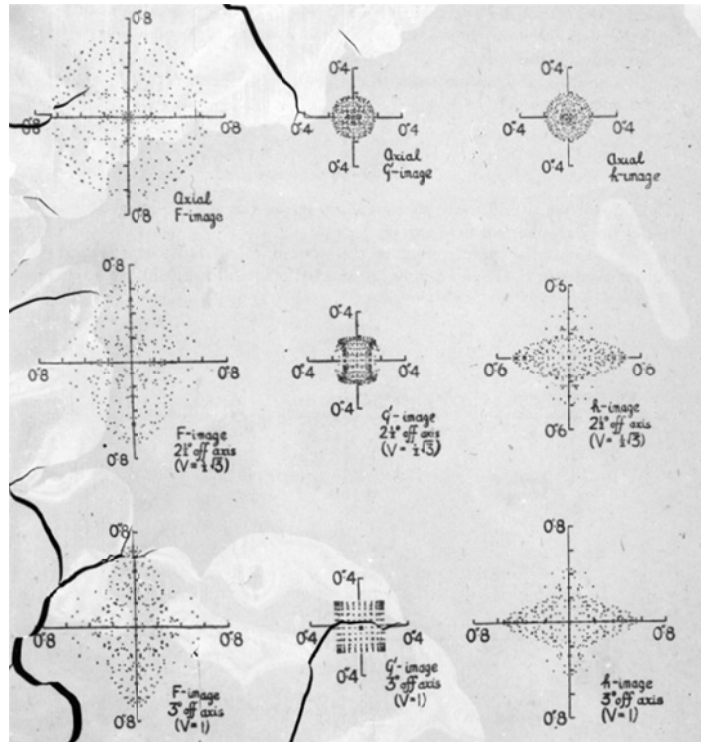 0".8
0".8
0".8
0".8
Axial
F-image
0".4
0".4
0".4
0".4
Axial
G'-image
0".4
0".4
0".4
0".4
Axial
h-image
0".8
0".8
0".8
0".8
F-image
2½° off axis
(V=½√3)
0".4
0".4
0".4
0".4
G'-image
2½° off axis
(V=½√3)
0".6
0".6
0".6
0".6
h-image
2½° off axis
(V=½√3)
0".8
0".8
0".8
0".8
F-image
3° off axis
(V=1)
0".4
0".4
0".4
0".4
G'-image
3° off axis
(V=1)
0".8
0".8
0".8
0".8
h-image
3° off axis
(V=1)